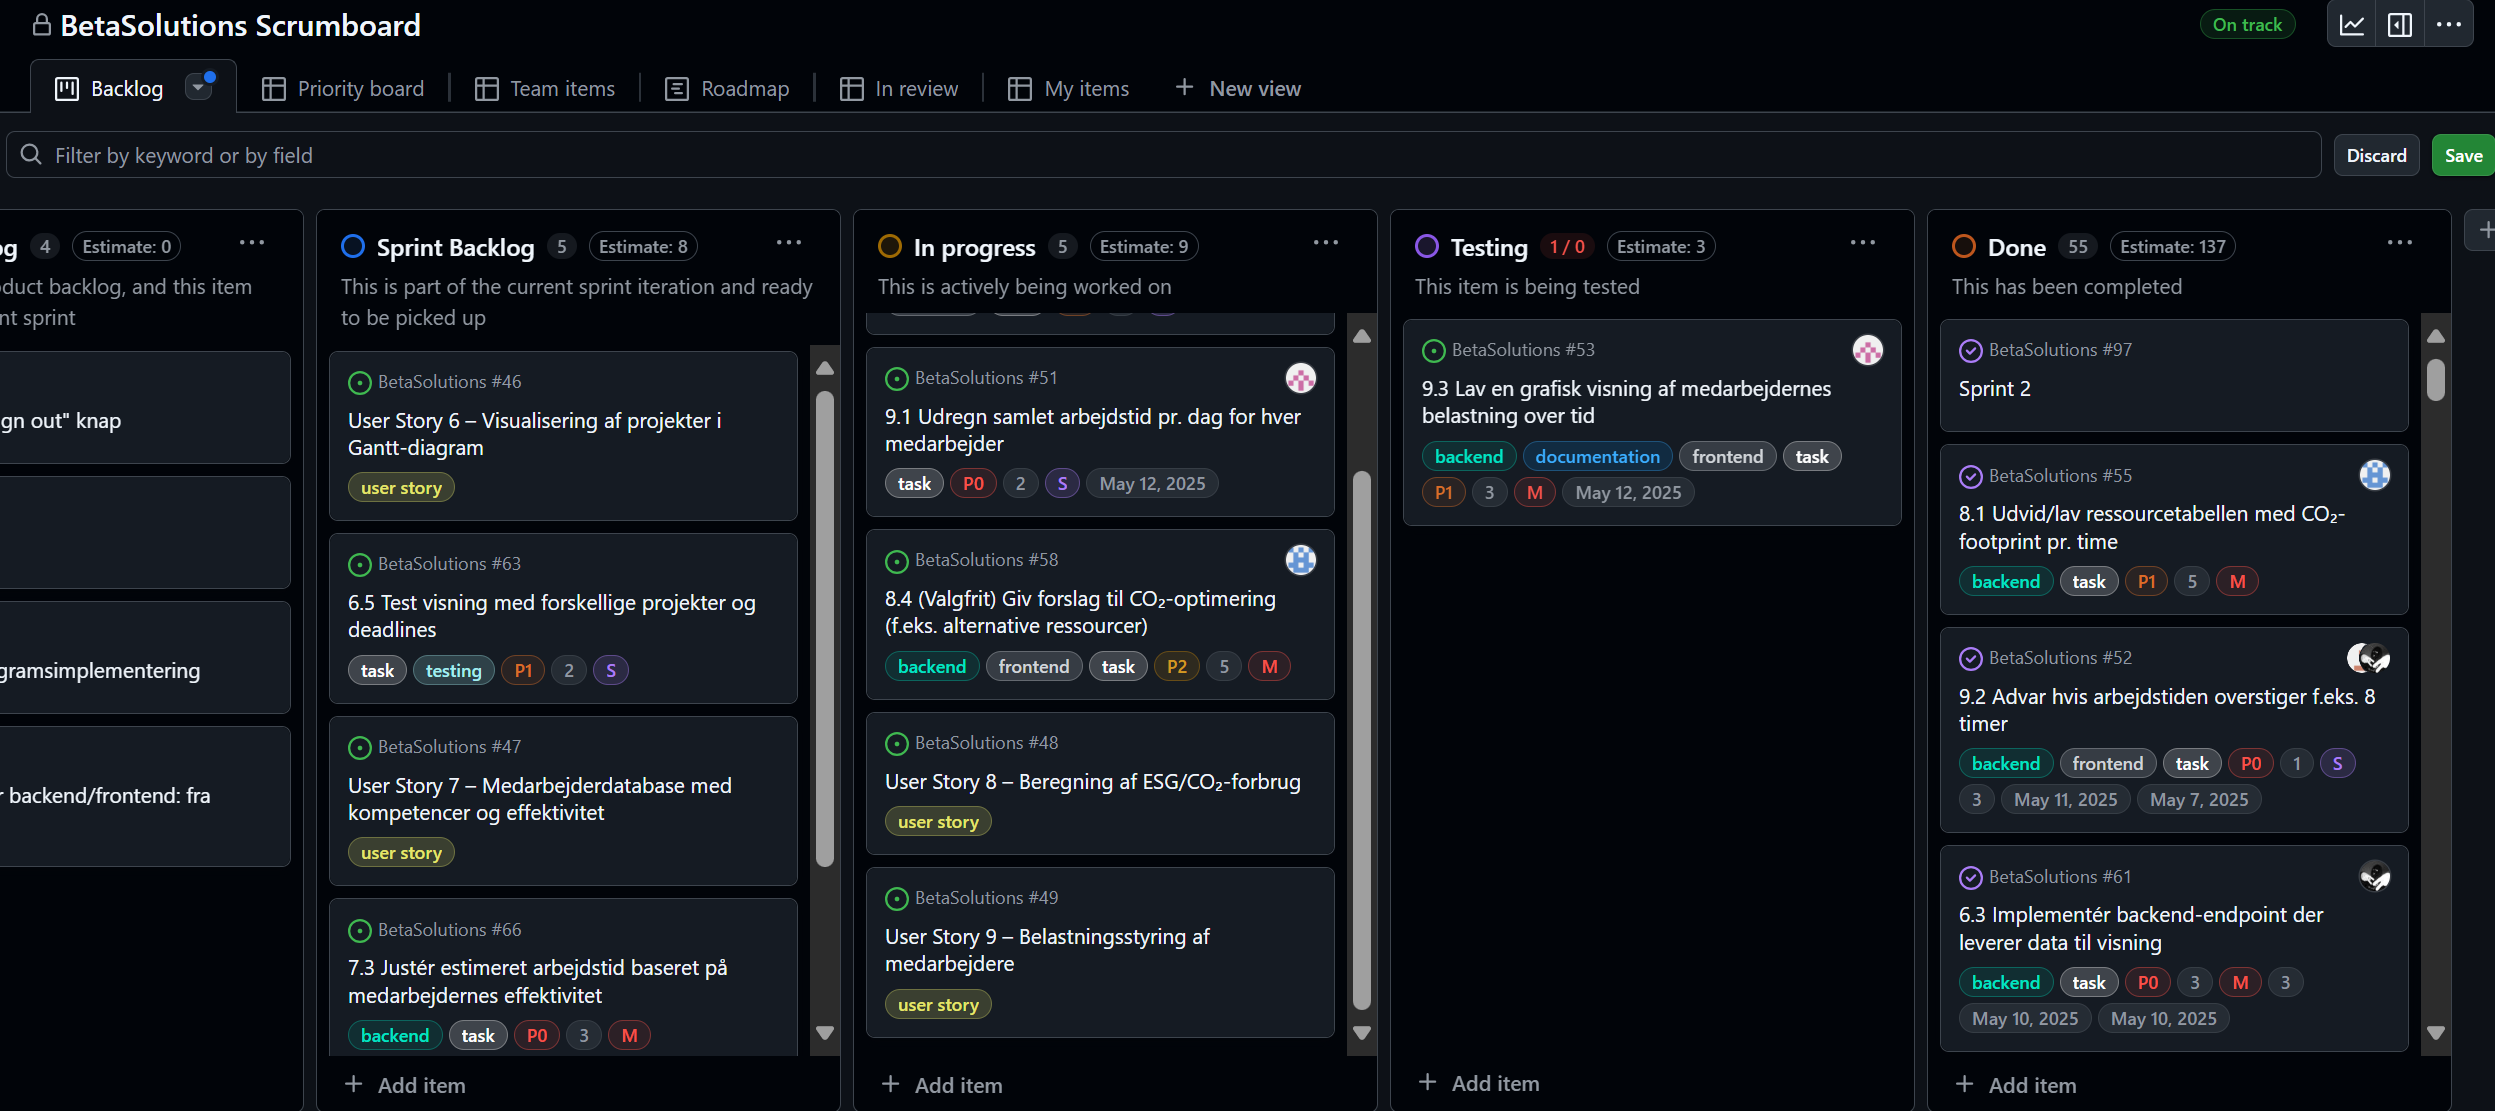 BetaSolutions Scrumboard
On track
Backlog
Priority board
Team items
Roadmap
In review
My items
New view
Filter by keyword or by field
Discard
Save
og 4 Estimate: 0
duct backlog, and this item
nt sprint
gn out" knap
gramsimplementering
r backend/frontend: fra
Sprint Backlog 5 Estimate: 8
This is part of the current sprint iteration and ready
to be picked up
BetaSolutions #46
User Story 6 – Visualisering af projekter i
Gantt-diagram
user story
BetaSolutions #63
6.5 Test visning med forskellige projekter og
deadlines
task testing P1 2 S
BetaSolutions #47
User Story 7 – Medarbejderdatabase med
kompetencer og effektivitet
user story
BetaSolutions #66
7.3 Justér estimeret arbejdstid baseret på
medarbejdernes effektivitet
backend task P0 3 M
Add item
In progress 5 Estimate: 9
This is actively being worked on
BetaSolutions #51
9.1 Udregn samlet arbejdstid pr. dag for hver
medarbejder
task P0 2 S May 12, 2025
BetaSolutions #58
8.4 (Valgfrit) Giv forslag til CO₂-optimering
(f.eks. alternative ressourcer)
backend frontend task P2 5 M
BetaSolutions #48
User Story 8 – Beregning af ESG/CO₂-forbrug
user story
BetaSolutions #49
User Story 9 – Belastningsstyring af
medarbejdere
user story
Add item
Testing 1 / 0 Estimate: 3
This item is being tested
BetaSolutions #53
9.3 Lav en grafisk visning af medarbejdernes
belastning over tid
backend documentation frontend task
P1 3 M May 12, 2025
Add item
Done 55 Estimate: 137
This has been completed
BetaSolutions #97
Sprint 2
BetaSolutions #55
8.1 Udvid/lav ressourcetabellen med CO₂-
footprint pr. time
backend task P1 5 M
BetaSolutions #52
9.2 Advar hvis arbejdstiden overstiger f.eks. 8
timer
backend frontend task P0 1 S
3 May 11, 2025 May 7, 2025
BetaSolutions #61
6.3 Implementér backend-endpoint der
leverer data til visning
backend task P0 3 M 3
May 10, 2025 May 10, 2025
Add item